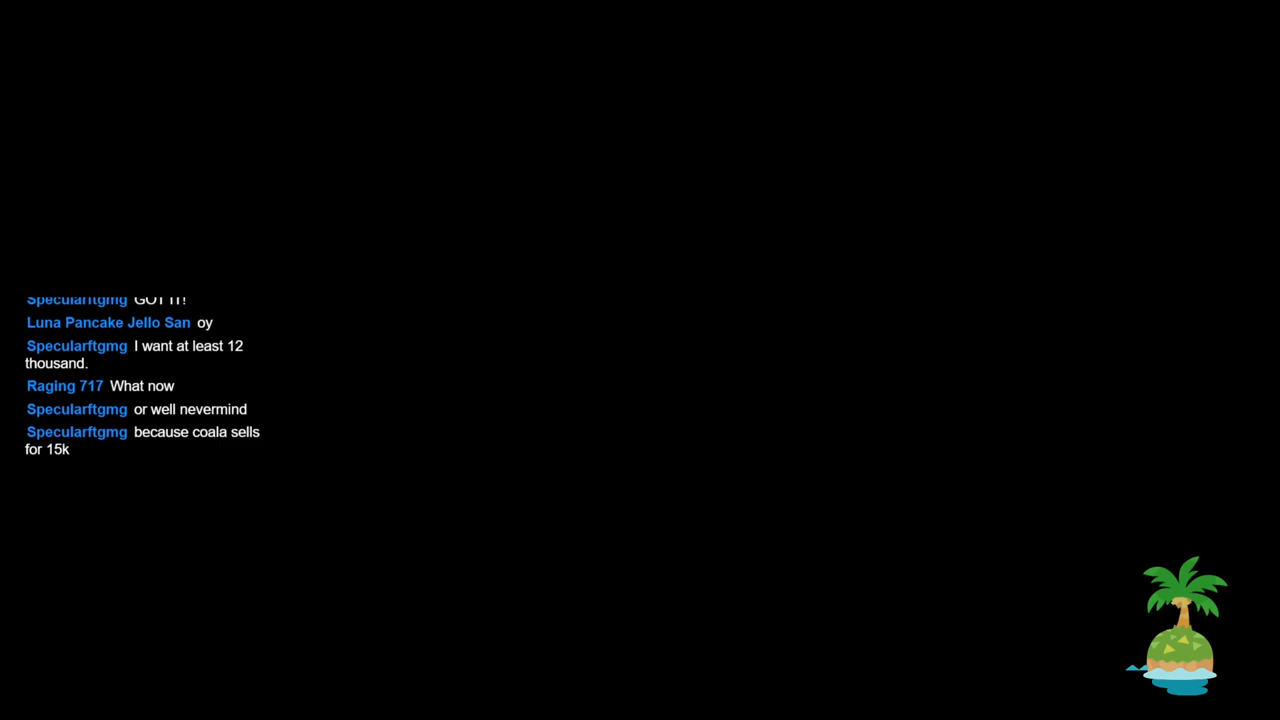 Specularftgmg GOT IT!
Luna Pancake Jello San oy
Specularftgmg I want at least 12
thousand.
Raging 717 What now
Specularftgmg or well nevermind
Specularftgmg because coala sells
for 15k